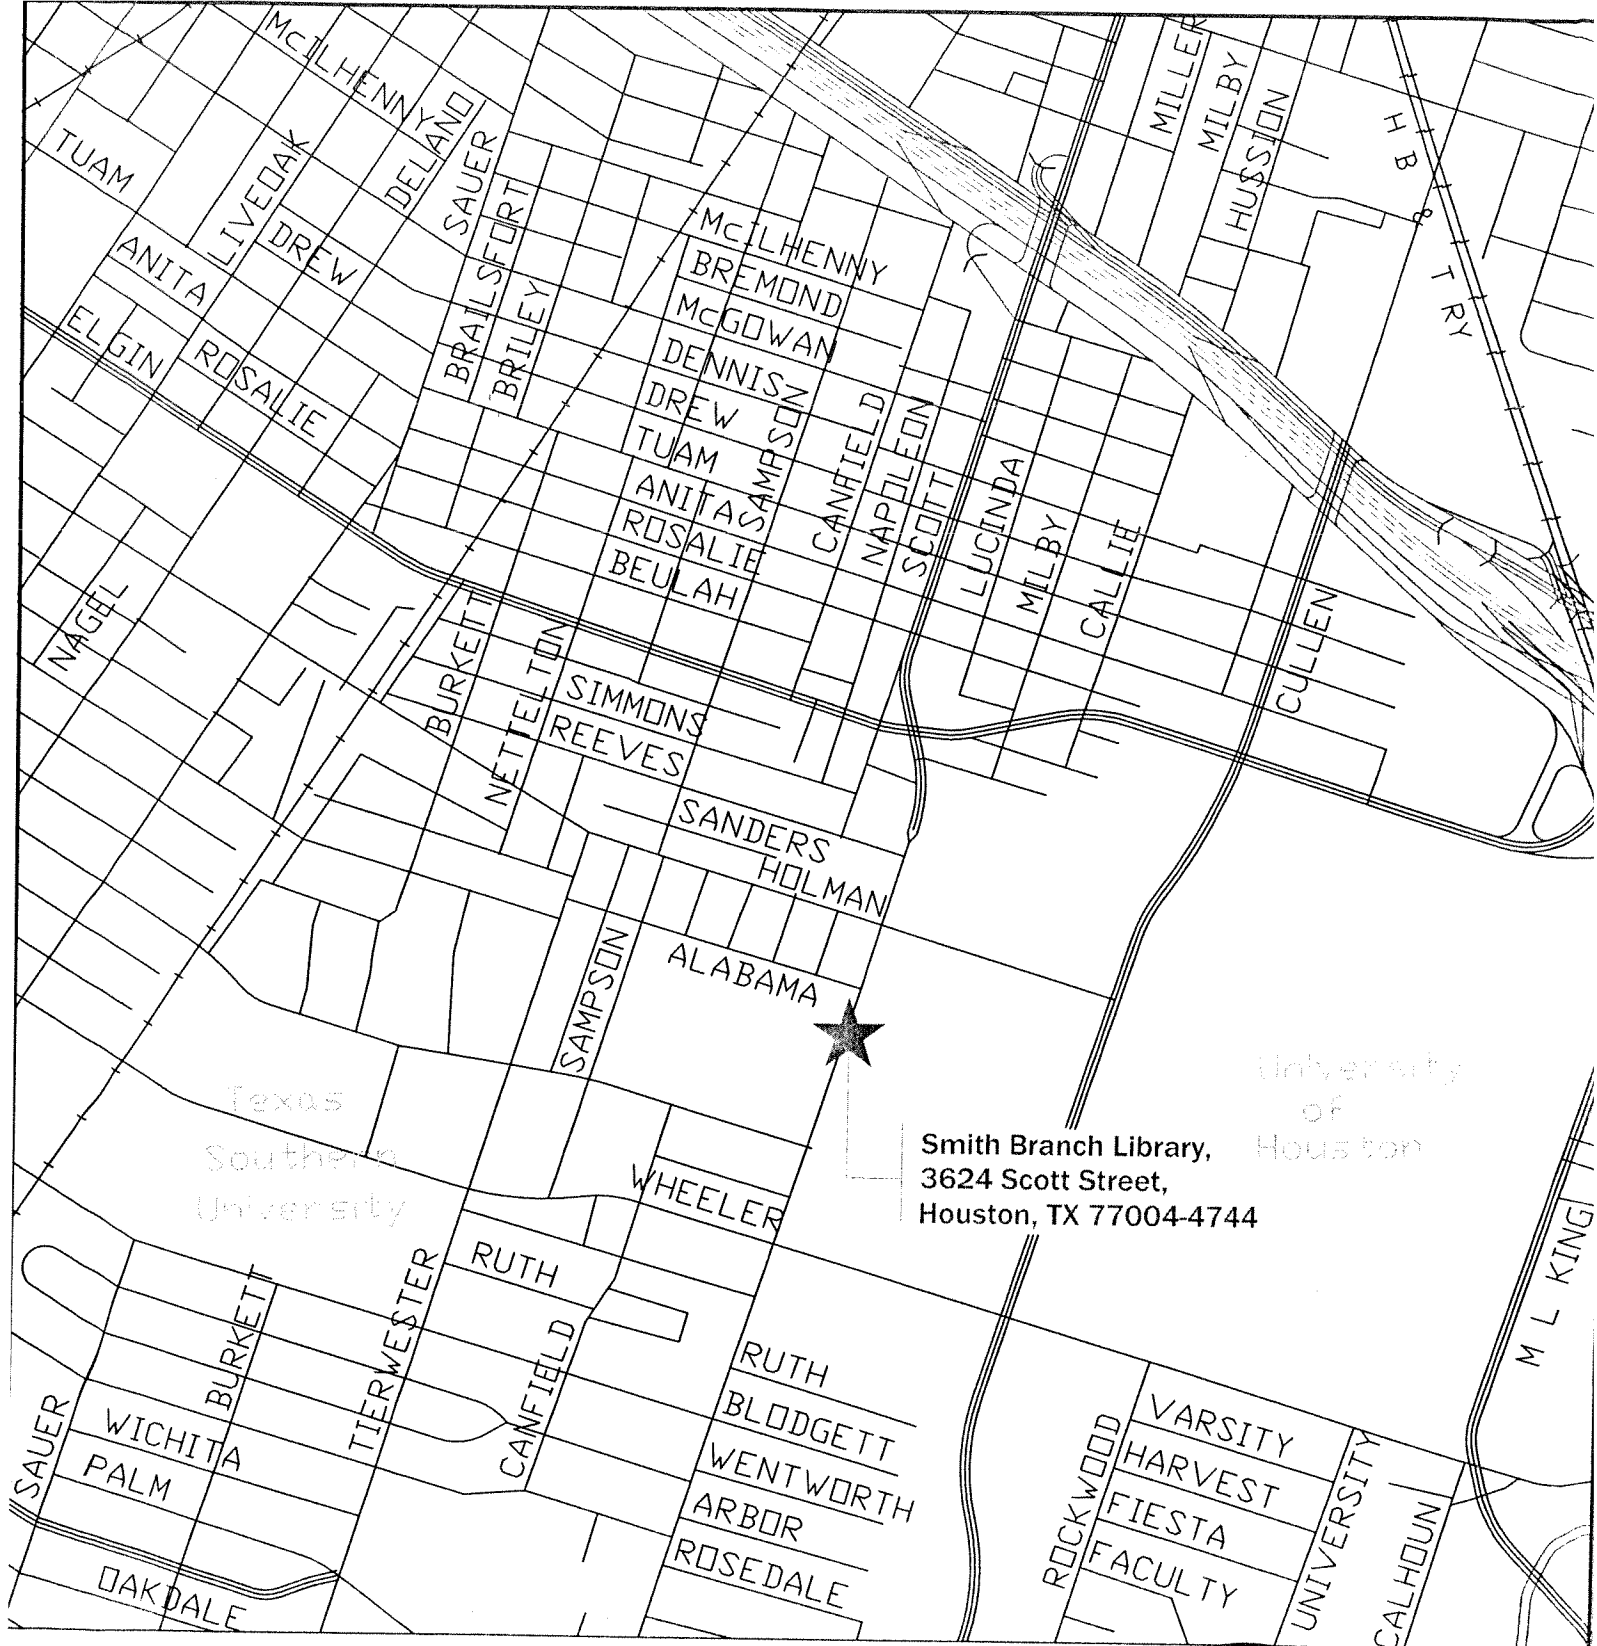 McILHENNY
DELANO
SAUER
MILLER
MILBY
HUSSION
H B & T RY
TUAM
LIVEOAK
DREW
BRAILSFORT
BRILEY
McILHENNY
BREMOND
McGOWAN
DENNIS
DREW
TUAM
ANITA
ROSALIE
BEULAH
SAMPSON
CANFIELD
NAPOLEON
SCOTT
LUCINDA
MILBY
CALLIE
CULLEN
ANITA
ELGIN
ROSALIE
NAGEL
BURKETT
NETTELTON
SIMMONS
REEVES
SANDERS
HOLMAN
SAMPSON
ALABAMA
Texas
Southern
University
University
of
Houston
Smith Branch Library,
3624 Scott Street,
Houston, TX 77004-4744
WHEELER
M L KING
RUTH
TIERWESTER
BURKETT
CANFIELD
SAUER
WICHITA
PALM
OAKDALE
RUTH
BLODGETT
WENTWORTH
ARBOR
ROSEDALE
ROCKWOOD
VARSITY
HARVEST
FIESTA
FACULTY
UNIVERSITY
CALHOUN